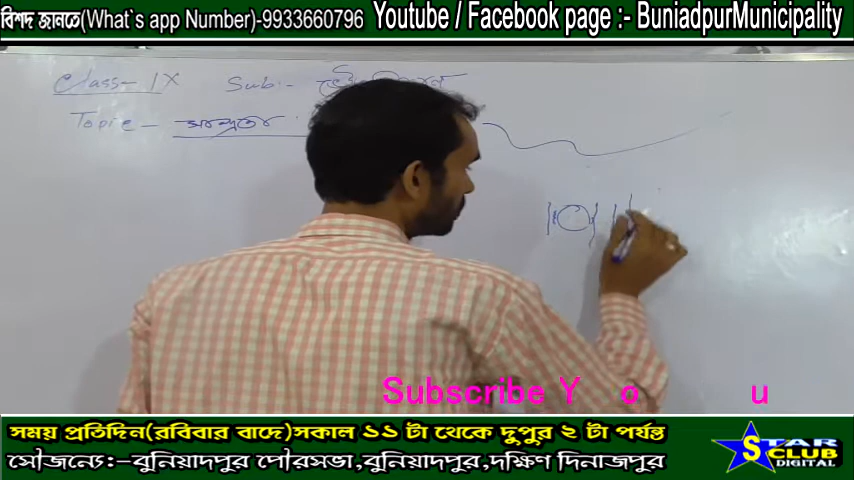 বিশদ জানতে(What`s app Number)-9933660796 Youtube / Facebook page :- BuniadpurMunicipality
Class - IX Sub :-
Topic -
Subscribe Y o u
সময় প্রতিদিন(রবিবার বাদে)সকাল ১১ টা থেকে দুপুর ২ টা পর্যন্ত
সৌজন্যে:-বুনিয়াদপুর পৌরসভা,বুনিয়াদপুর,দক্ষিণ দিনাজপুর
STAR
CLUB
DIGITAL